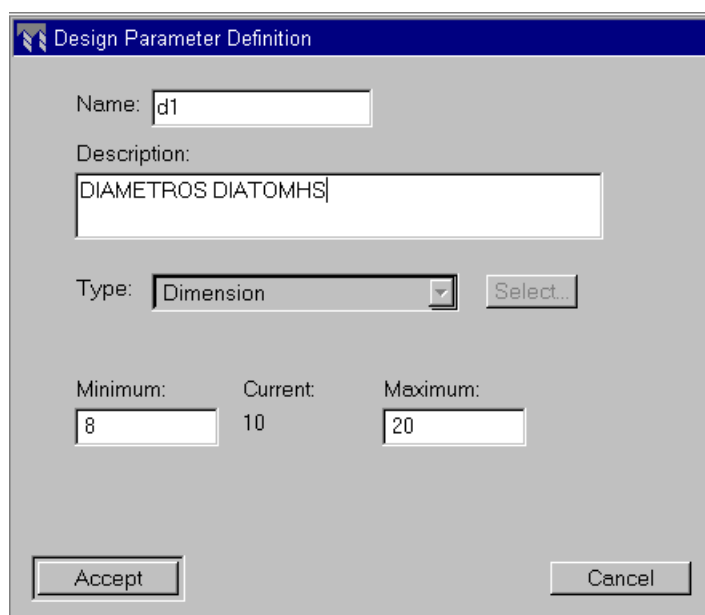 Design Parameter Definition
Name: d1
Description:
DIAMETROS DIATOMHS
Type: Dimension Select...
Minimum: Current: Maximum:
8 10 20
Accept Cancel